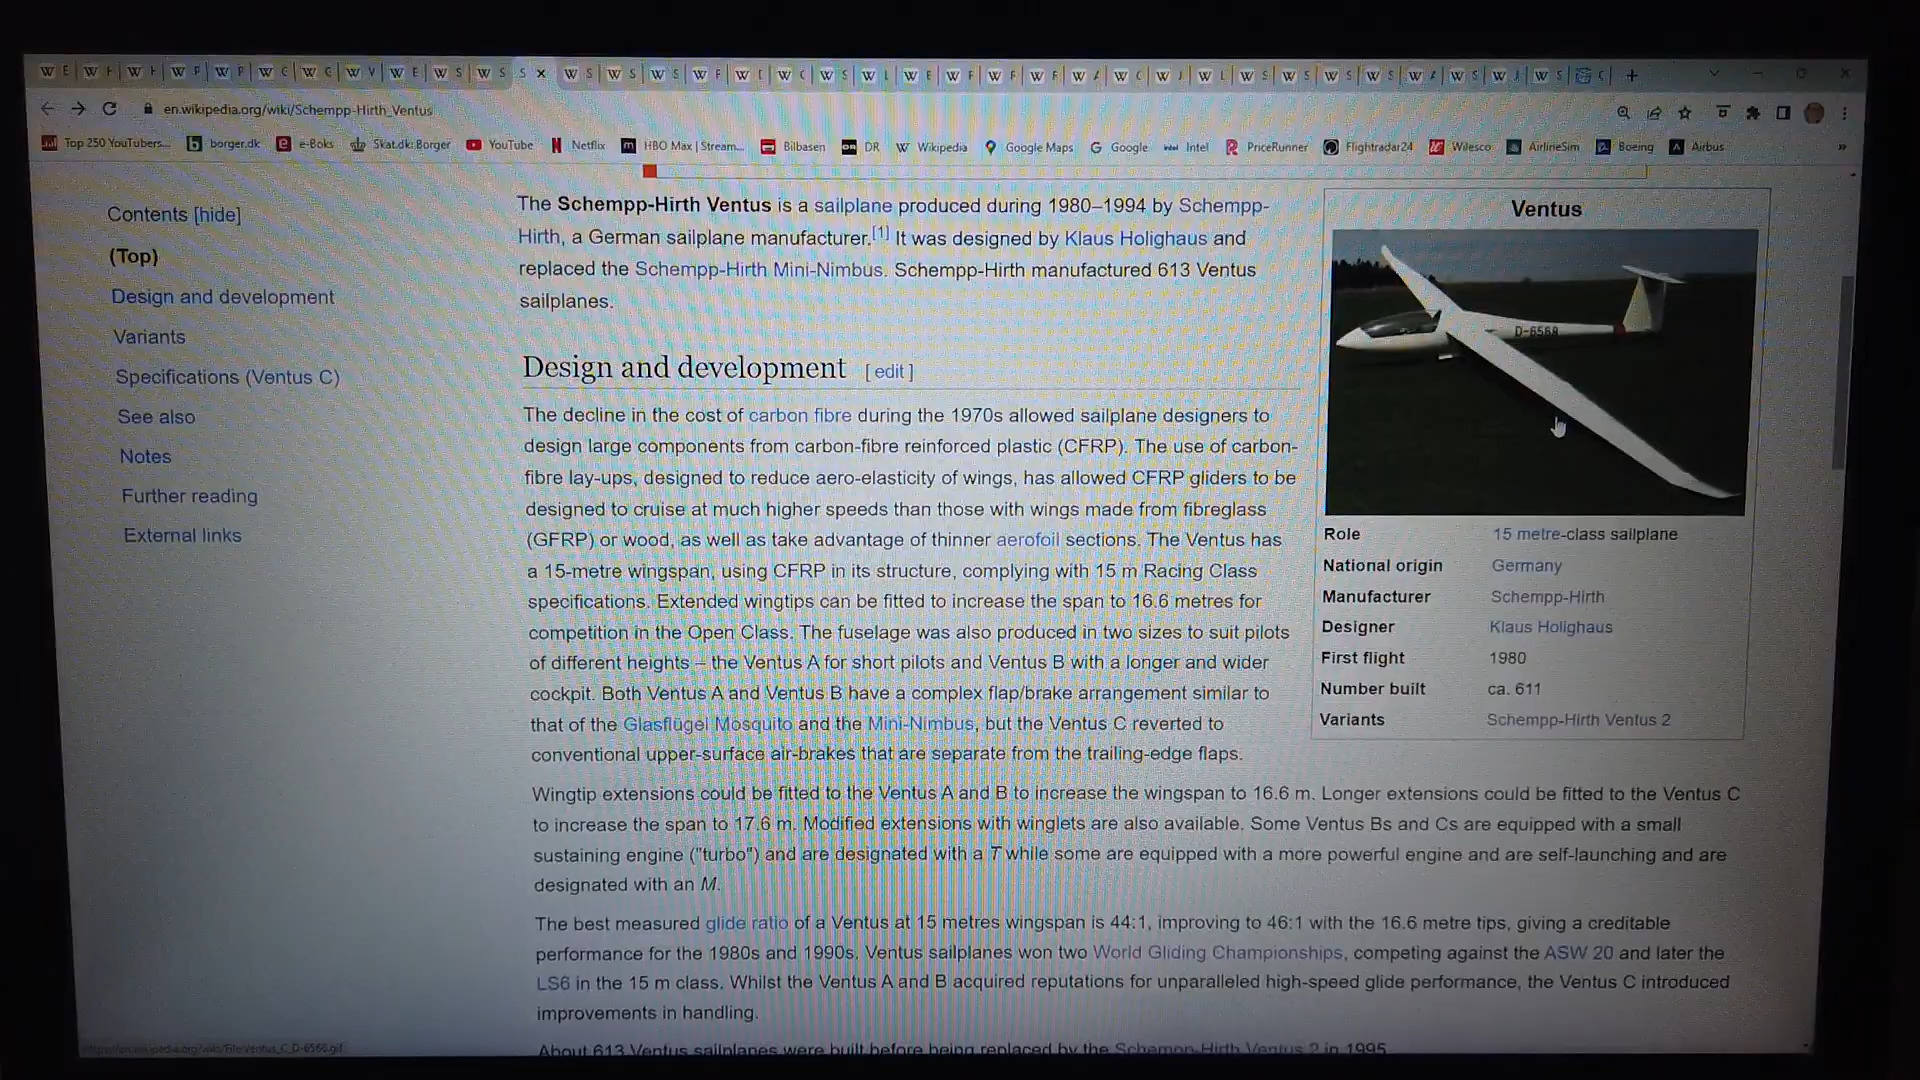 en.wikipedia.org/wiki/Schempp-Hirth_Ventus
Top 250 YouTubers... borger.dk e-Boks Skat.dk: Borger YouTube Netflix HBO Max | Stream... Bilbasen DR Wikipedia Google Maps Google Intel PriceRunner Flightradar24 Wilesco AirlineSim Boeing Airbus »
Contents [hide]
(Top)
Design and development
Variants
Specifications (Ventus C)
See also
Notes
Further reading
External links
The Schempp-Hirth Ventus is a sailplane produced during 1980–1994 by Schempp-
Hirth, a German sailplane manufacturer.[1] It was designed by Klaus Holighaus and
replaced the Schempp-Hirth Mini-Nimbus. Schempp-Hirth manufactured 613 Ventus
sailplanes.
Design and development [ edit ]
The decline in the cost of carbon fibre during the 1970s allowed sailplane designers to
design large components from carbon-fibre reinforced plastic (CFRP). The use of carbon-
fibre lay-ups, designed to reduce aero-elasticity of wings, has allowed CFRP gliders to be
designed to cruise at much higher speeds than those with wings made from fibreglass
(GFRP) or wood, as well as take advantage of thinner aerofoil sections. The Ventus has
a 15-metre wingspan, using CFRP in its structure, complying with 15 m Racing Class
specifications. Extended wingtips can be fitted to increase the span to 16.6 metres for
competition in the Open Class. The fuselage was also produced in two sizes to suit pilots
of different heights – the Ventus A for short pilots and Ventus B with a longer and wider
cockpit. Both Ventus A and Ventus B have a complex flap/brake arrangement similar to
that of the Glasflügel Mosquito and the Mini-Nimbus, but the Ventus C reverted to
conventional upper-surface air-brakes that are separate from the trailing-edge flaps.
Wingtip extensions could be fitted to the Ventus A and B to increase the wingspan to 16.6 m. Longer extensions could be fitted to the Ventus C
to increase the span to 17.6 m. Modified extensions with winglets are also available. Some Ventus Bs and Cs are equipped with a small
sustaining engine ("turbo") and are designated with a T while some are equipped with a more powerful engine and are self-launching and are
designated with an M.
The best measured glide ratio of a Ventus at 15 metres wingspan is 44:1, improving to 46:1 with the 16.6 metre tips, giving a creditable
performance for the 1980s and 1990s. Ventus sailplanes won two World Gliding Championships, competing against the ASW 20 and later the
LS6 in the 15 m class. Whilst the Ventus A and B acquired reputations for unparalleled high-speed glide performance, the Ventus C introduced
improvements in handling.
About 613 Ventus sailplanes were built before being replaced by the Schempp-Hirth Ventus 2 in 1995.
Ventus
D-6568
Role 15 metre-class sailplane
National origin Germany
Manufacturer Schempp-Hirth
Designer Klaus Holighaus
First flight 1980
Number built ca. 611
Variants Schempp-Hirth Ventus 2
https://en.wikipedia.org/wiki/File:Ventus_C_D-6568.gif